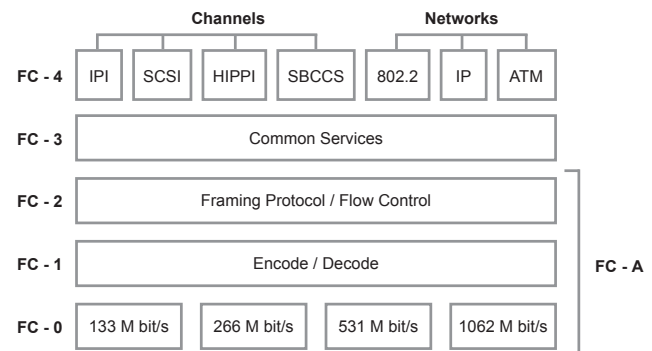 Channels Networks
FC - 4 IPI SCSI HIPPI SBCCS 802.2 IP ATM
FC - 3 Common Services
FC - 2 Framing Protocol / Flow Control
FC - 1 Encode / Decode
FC - A
FC - 0 133 M bit/s 266 M bit/s 531 M bit/s 1062 M bit/s